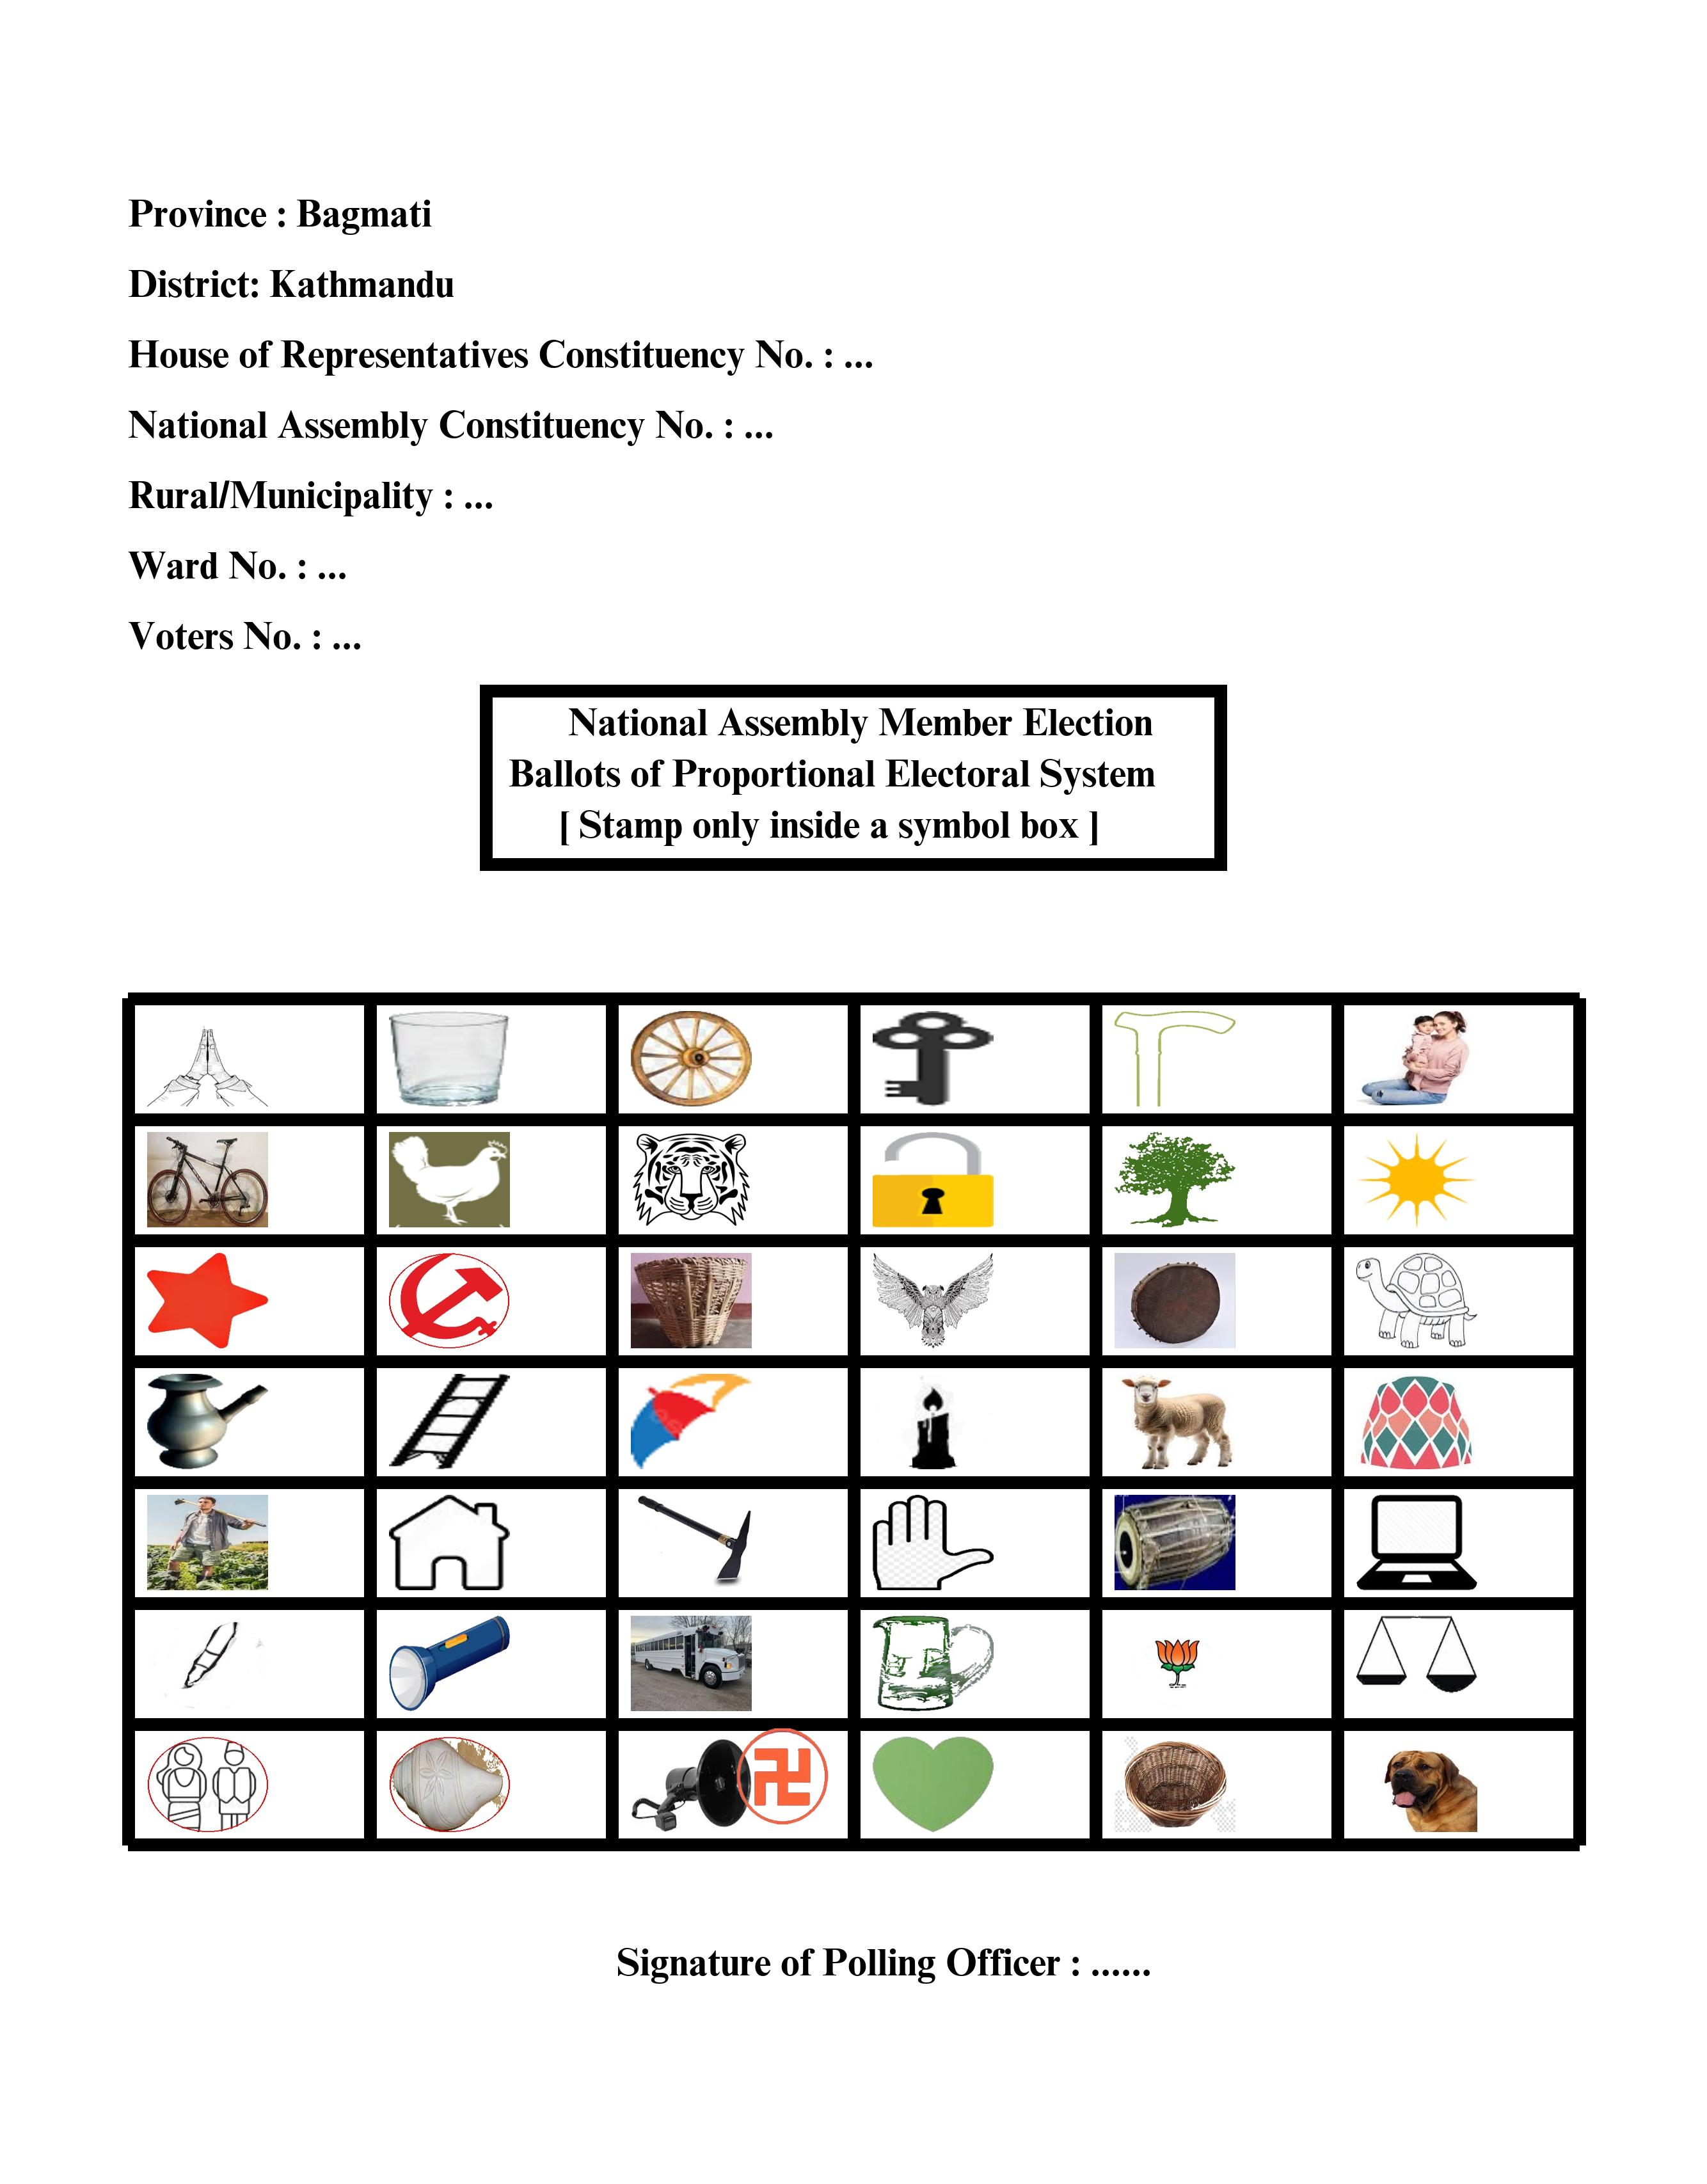 Province : Bagmati
District: Kathmandu
House of Representatives Constituency No. : ...
National Assembly Constituency No. : ...
Rural/Municipality : ...
Ward No. : ...
Voters No. : ...
National Assembly Member Election
Ballots of Proportional Electoral System
[ Stamp only inside a symbol box ]
Signature of Polling Officer : ......